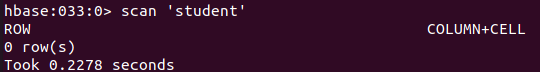 hbase:033:0> scan 'student'
ROW COLUMN+CELL
0 row(s)
Took 0.2278 seconds